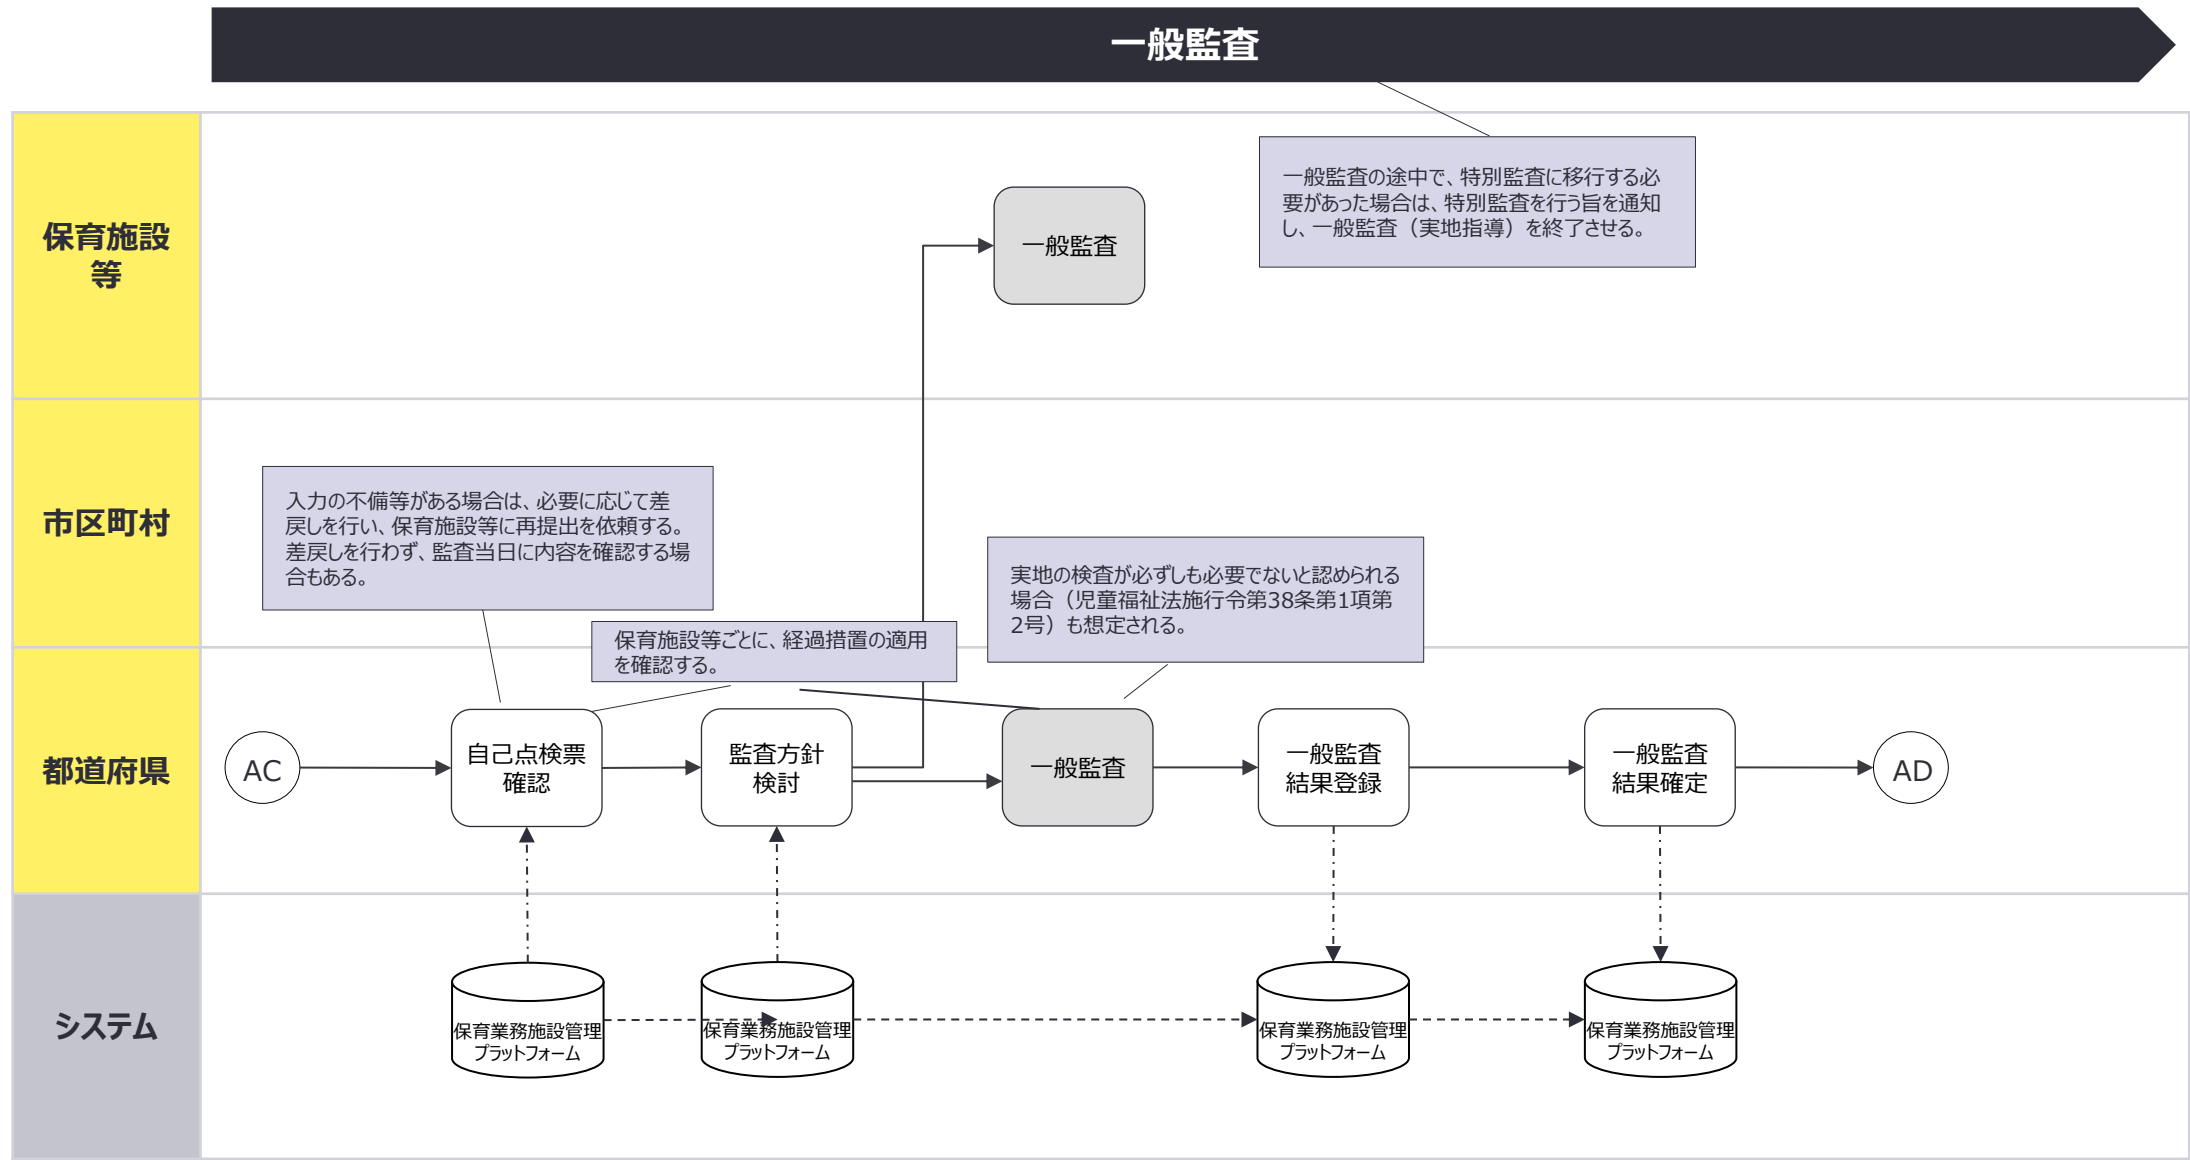 一般監査
保育施設
等
一般監査の途中で、特別監査に移行する必
要があった場合は、特別監査を行う旨を通知
し、一般監査（実地指導）を終了させる。
一般監査
市区町村
入力の不備等がある場合は、必要に応じて差
戻しを行い、保育施設等に再提出を依頼する。
差戻しを行わず、監査当日に内容を確認する場
合もある。
実地の検査が必ずしも必要でないと認められる
場合（児童福祉法施行令第38条第1項第
2号）も想定される。
保育施設等ごとに、経過措置の適用
を確認する。
都道府県
AC
自己点検票
確認
監査方針
検討
一般監査
一般監査
結果登録
一般監査
結果確定
AD
システム
保育業務施設管理
プラットフォーム
保育業務施設管理
プラットフォーム
保育業務施設管理
プラットフォーム
保育業務施設管理
プラットフォーム